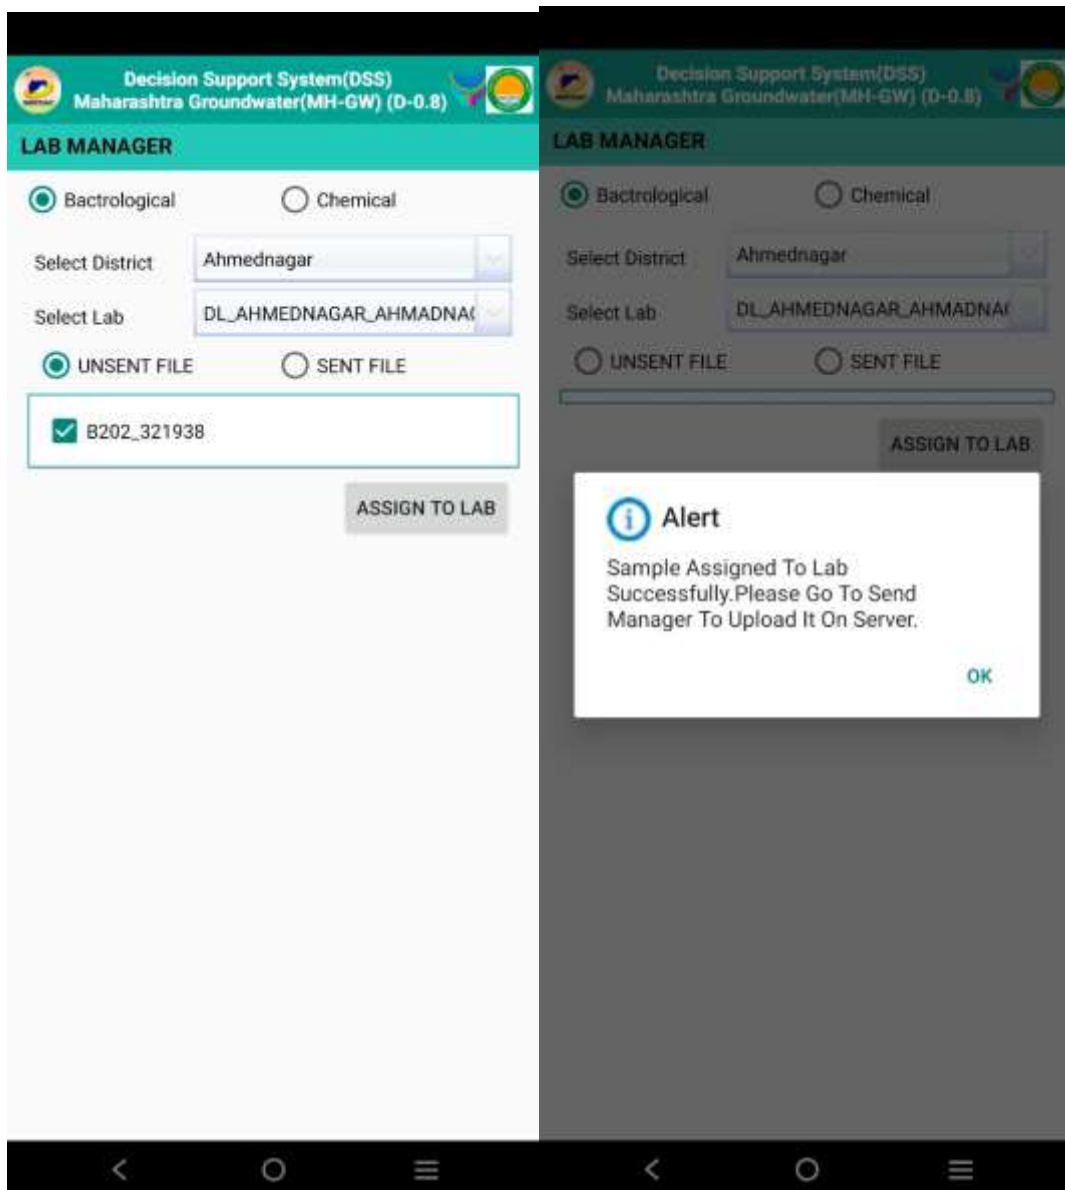 Decision Support System(DSS)
Maharashtra Groundwater(MH-GW) (D-0.8)
LAB MANAGER
Bactrological
Chemical
Select District
Ahmednagar
Select Lab
DL_AHMEDNAGAR_AHMADNA(
UNSENT FILE
SENT FILE
B202_321938
ASSIGN TO LAB
Decision Support System(DSS)
Maharashtra Groundwater(MH-GW) (D-0.8)
LAB MANAGER
Bactrological
Chemical
Select District
Ahmednagar
Select Lab
DL_AHMEDNAGAR_AHMADNA(
UNSENT FILE
SENT FILE
ASSIGN TO LAB
Alert
Sample Assigned To Lab
Successfully.Please Go To Send
Manager To Upload It On Server.
OK